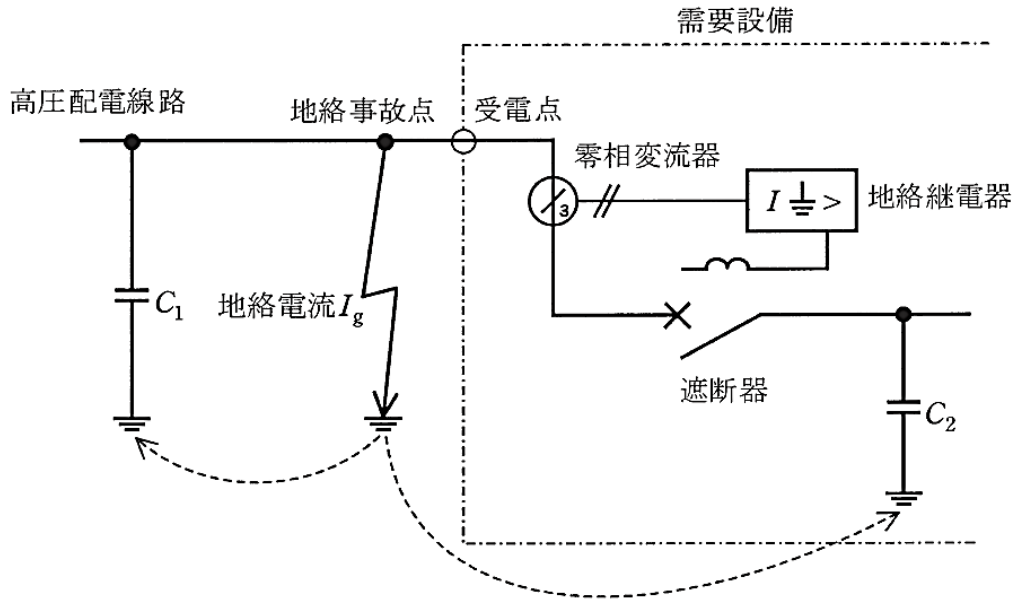 需要設備
高圧配電線路
地絡事故点
受電点
零相変流器
3
I ⏚ >
地絡継電器
C₁
地絡電流I_g
遮断器
C₂